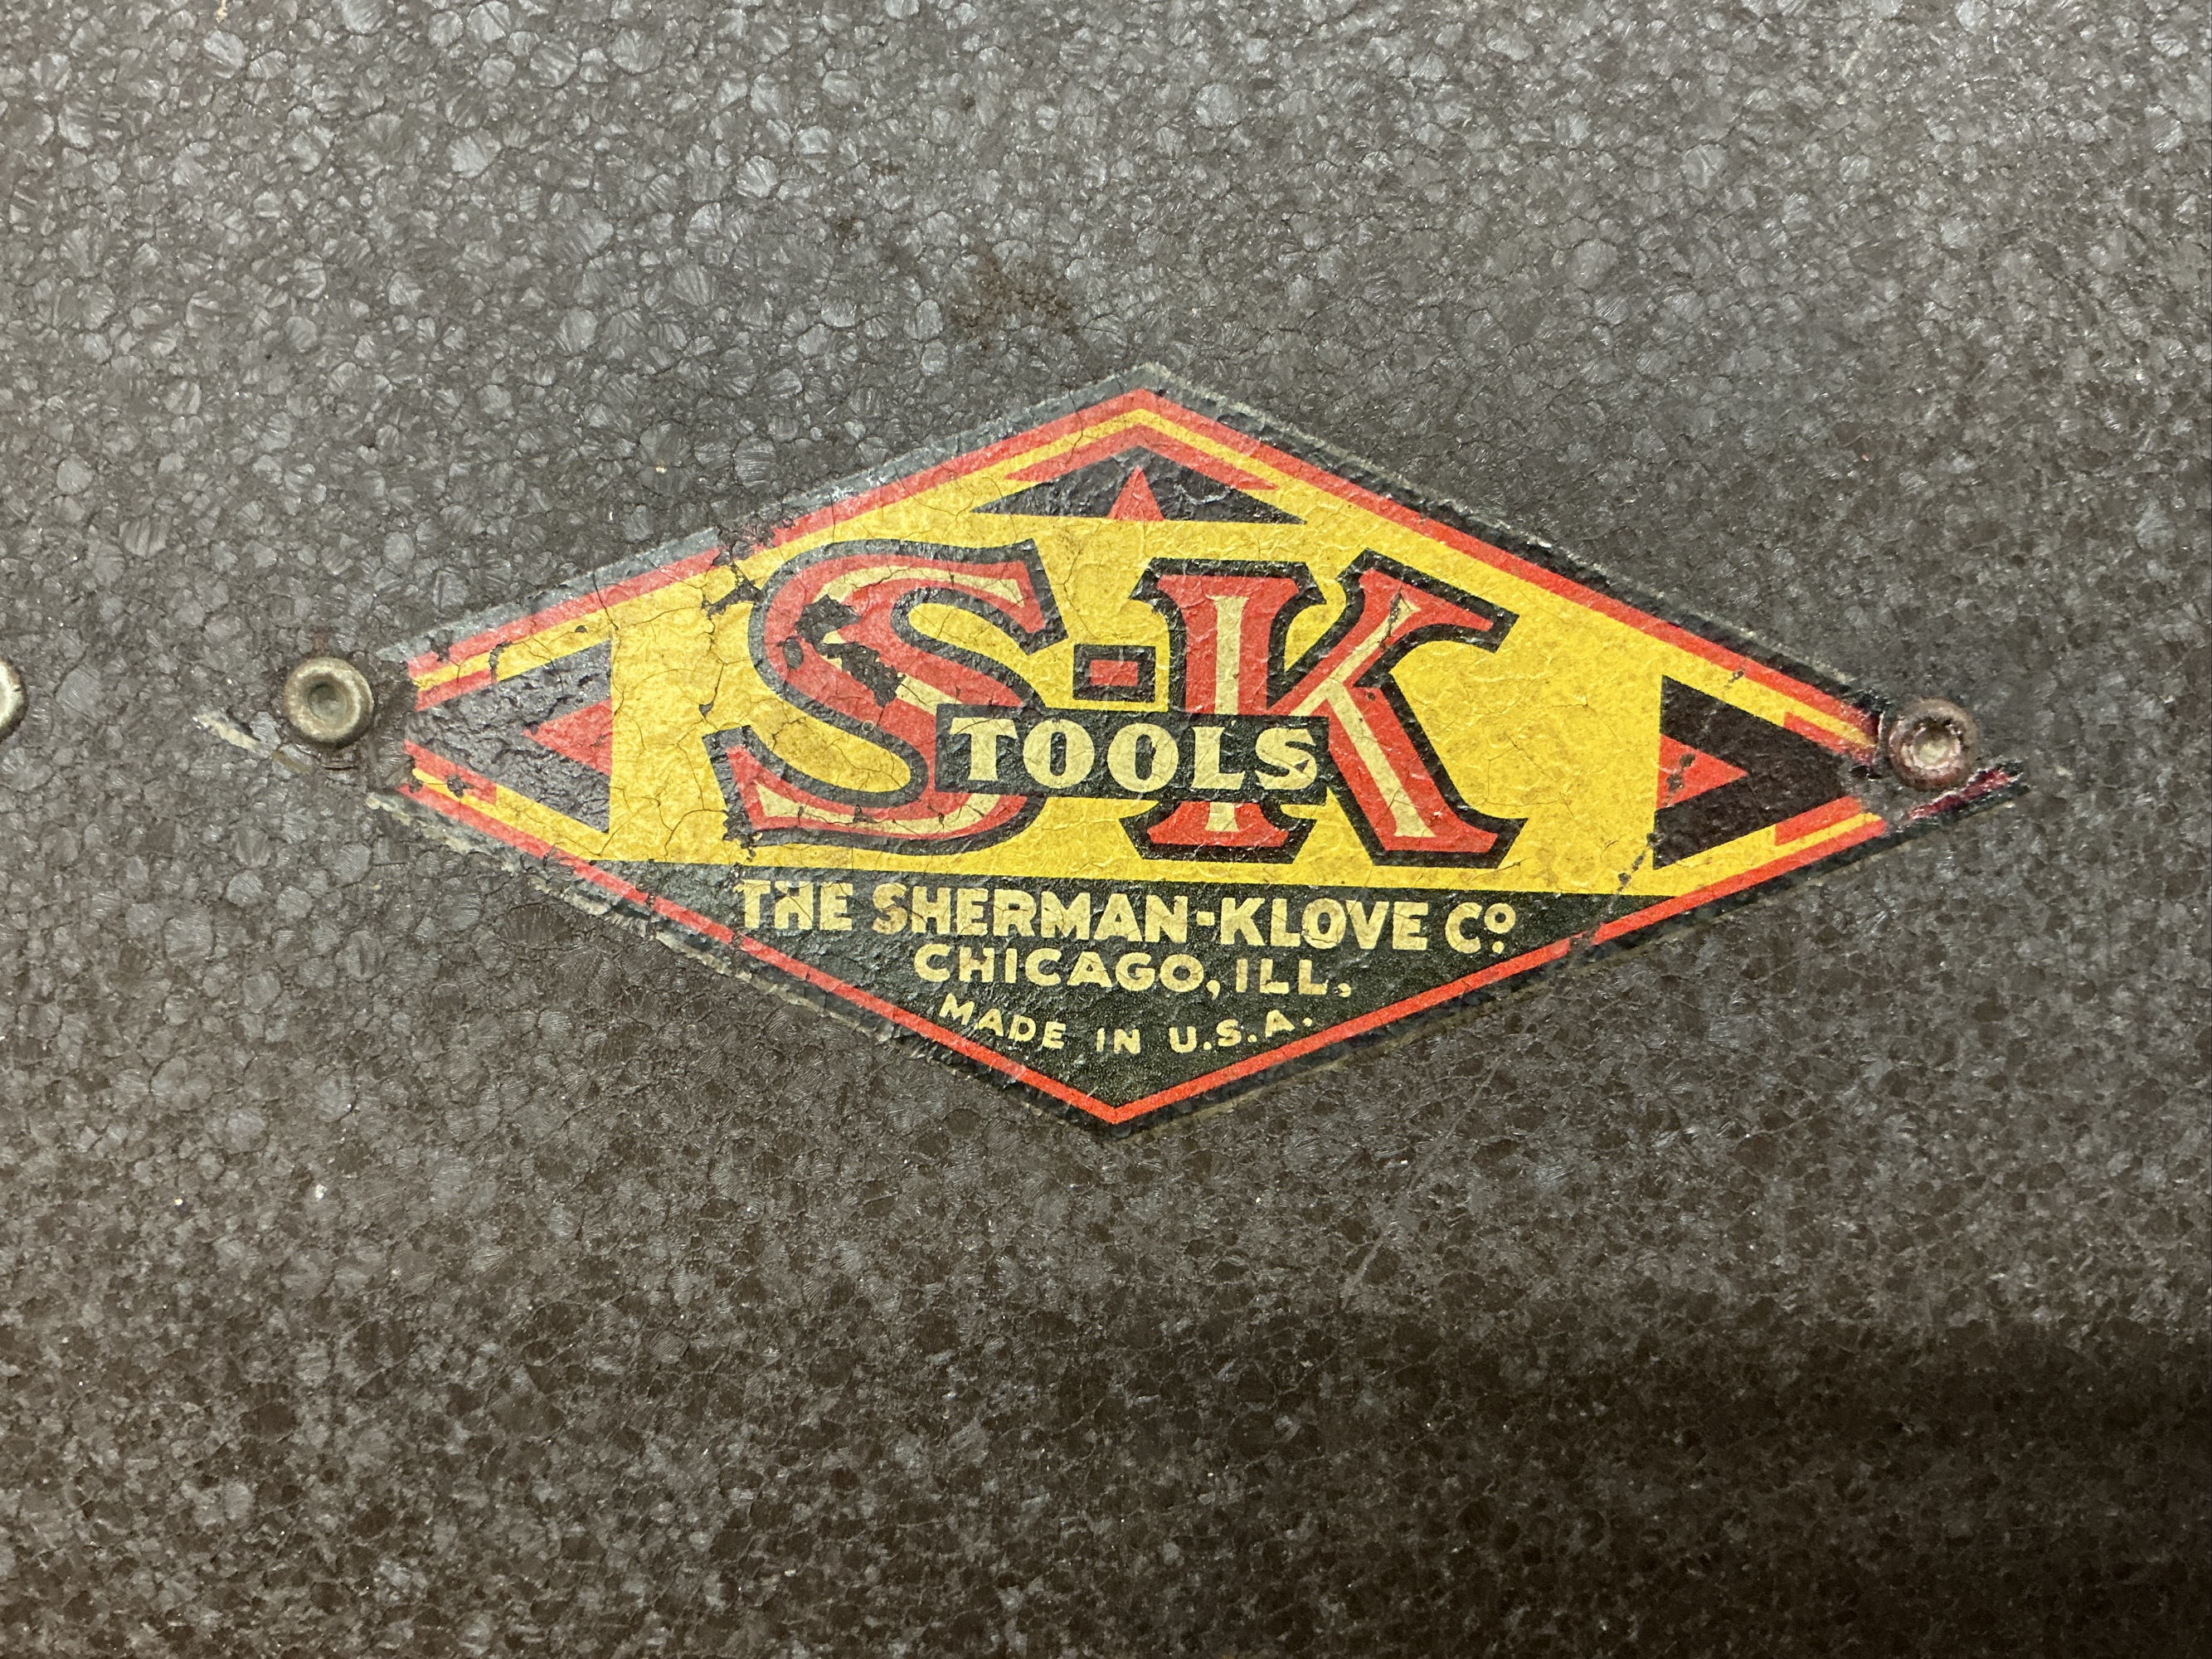 S-K
TOOLS
THE SHERMAN-KLOVE Cº.
CHICAGO, ILL,
MADE IN U.S.A.